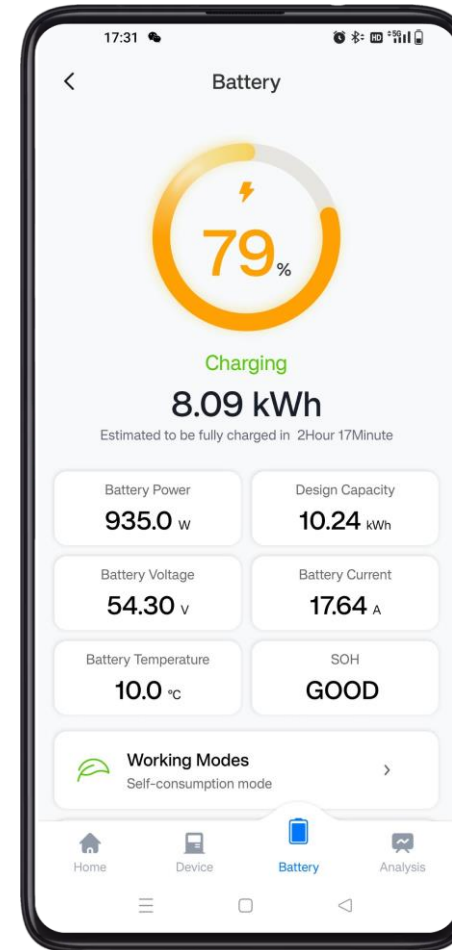 17:31
HD 5G
Battery
79%
Charging
8.09 kWh
Estimated to be fully charged in 2Hour 17Minute
Battery Power
935.0 W
Design Capacity
10.24 kWh
Battery Voltage
54.30 V
Battery Current
17.64 A
Battery Temperature
10.0 °C
SOH
GOOD
Working Modes
Self-consumption mode
Home
Device
Battery
Analysis